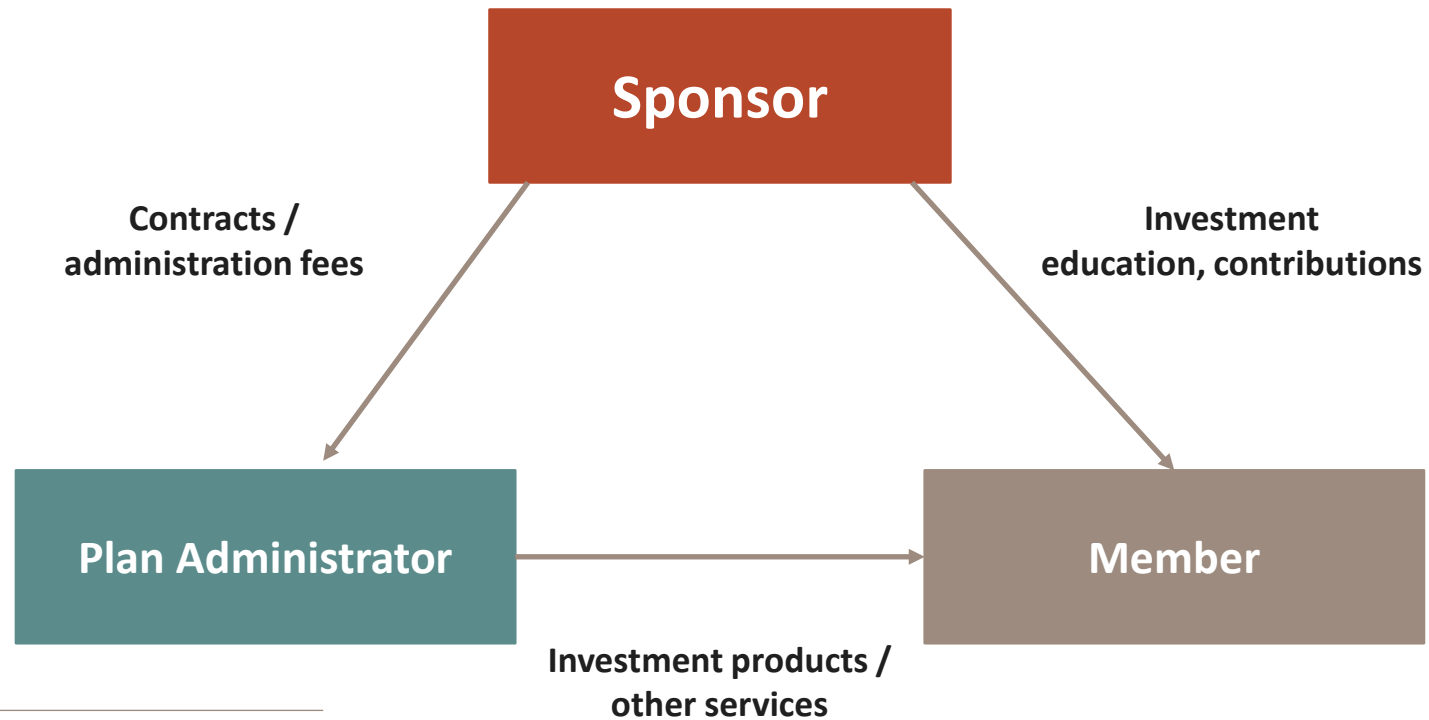 Sponsor
Contracts /
administration fees
Investment
education, contributions
Plan Administrator
Member
Investment products /
other services